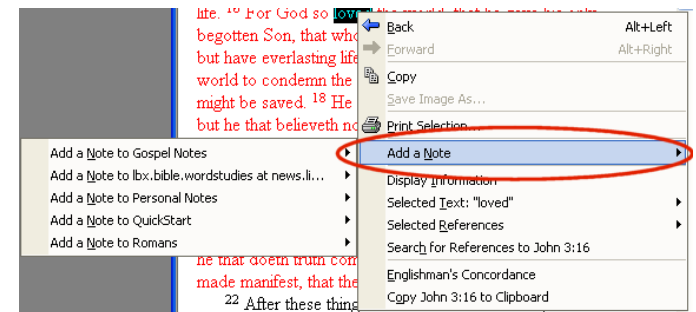 life. 16 For God so loved the world, that he gave his only
begotten Son, that who
but have everlasting life
world to condemn the
might be saved. 18 He
but he that believeth no
Back Alt+Left
Forward Alt+Right
Copy
Save Image As...
Print Selection...
Add a Note
Display Information
Selected Text: "loved"
Selected References
Search for References to John 3:16
Englishman's Concordance
Copy John 3:16 to Clipboard
Add a Note to Gospel Notes
Add a Note to lbx.bible.wordstudies at news.li...
Add a Note to Personal Notes
Add a Note to QuickStart
Add a Note to Romans
he that doeth truth com
made manifest, that the
22 After these thing